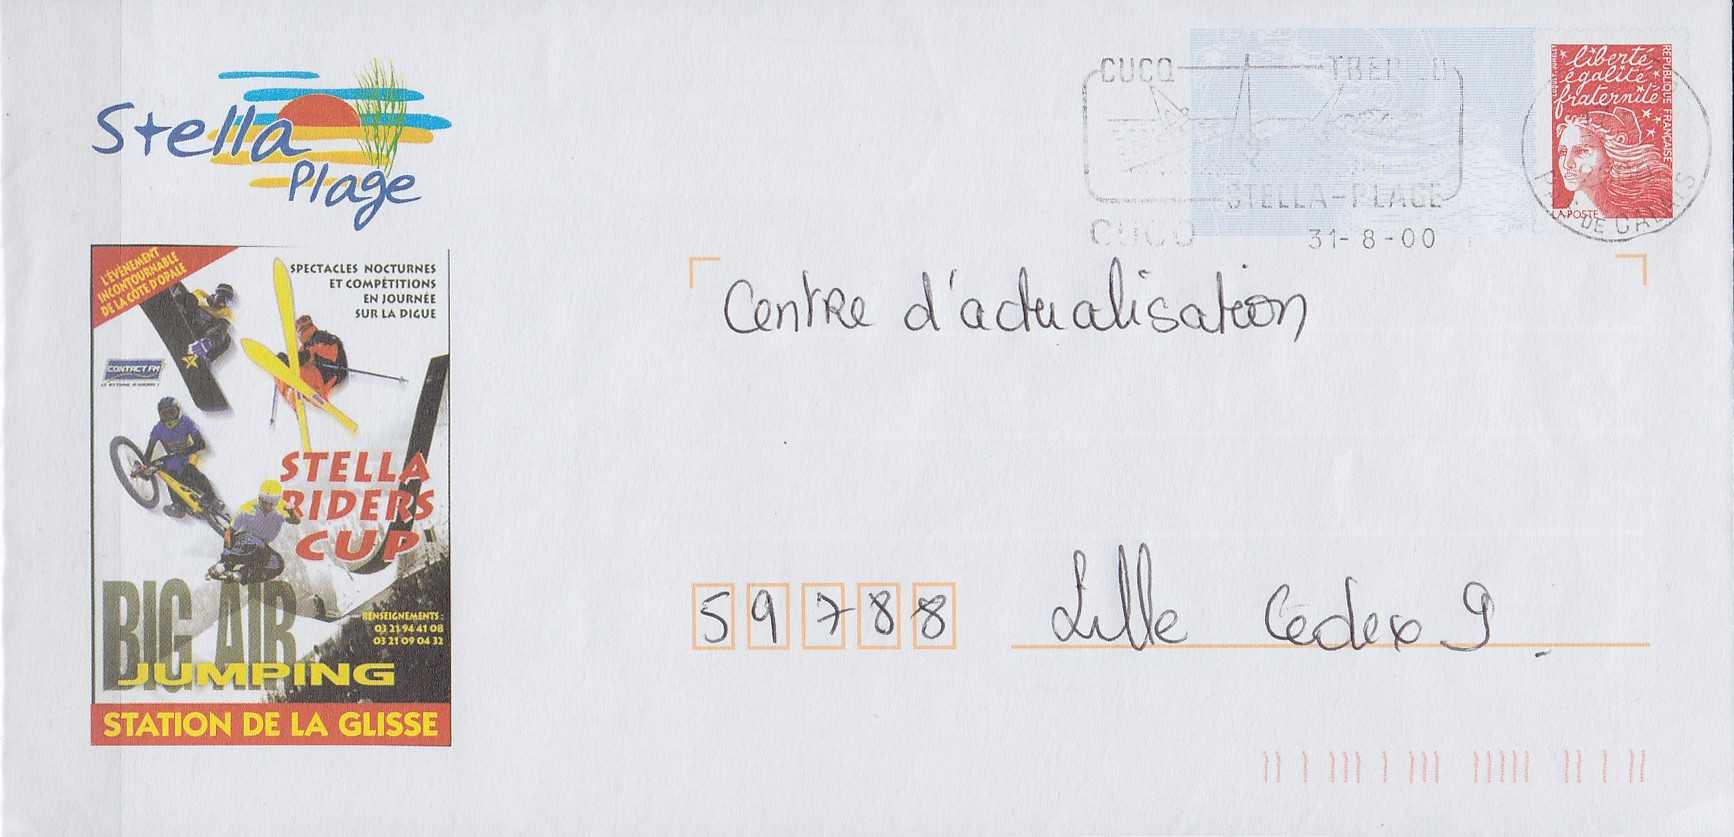 Stella
Plage
L'ÉVÈNEMENT
INCONTOURNABLE
DE LA CÔTE D'OPALE
SPECTACLES NOCTURNES
ET COMPÉTITIONS
EN JOURNÉE
SUR LA DIGUE
CONTACT FM
STELLA
RIDERS
CUP
BIG AIR
JUMPING
RENSEIGNEMENTS :
03 21 94 41 08
03 21 09 04 32
STATION DE LA GLISSE
CUCQ
STELLA-PLAGE
CUCQ 31-8-00
DE CALAIS
liberté
égalité
fraternité
RÉPUBLIQUE FRANÇAISE
LA POSTE
Centre d'actualisation
59788 Lille Cedex 9